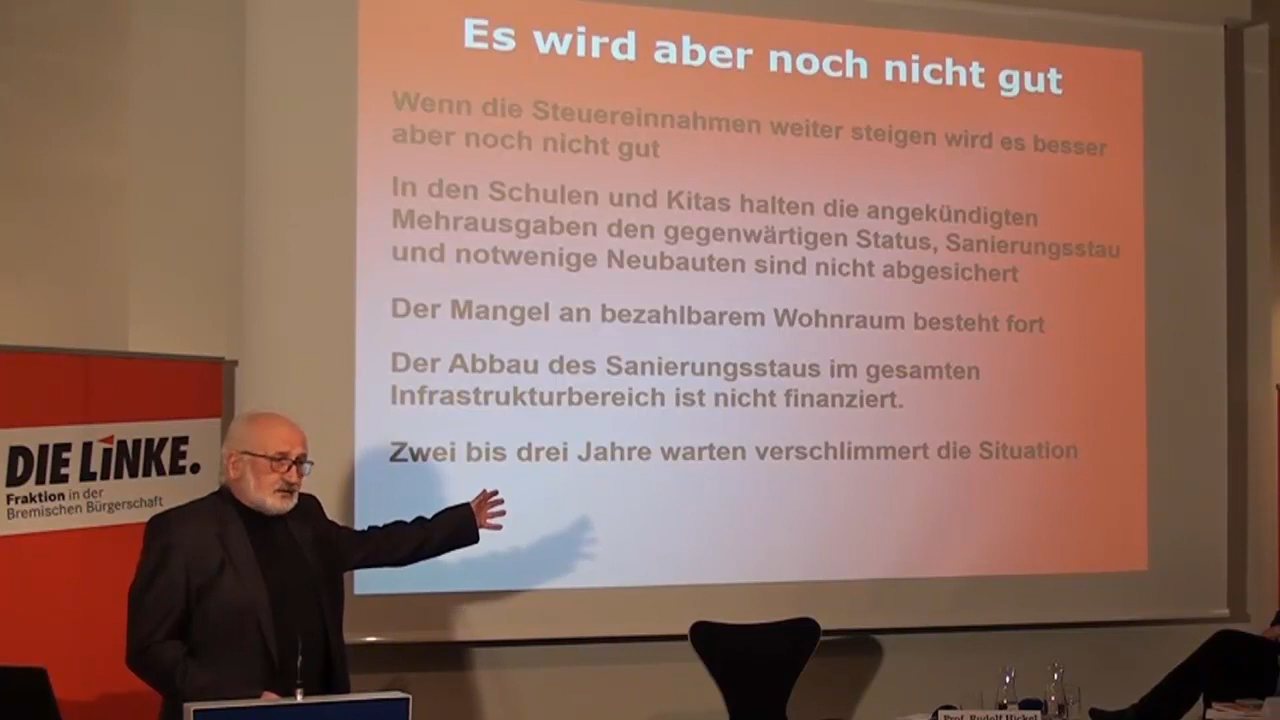 Es wird aber noch nicht gut
Wenn die Steuereinnahmen weiter steigen wird es besser
aber noch nicht gut
In den Schulen und Kitas halten die angekündigten
Mehrausgaben den gegenwärtigen Status, Sanierungsstau
und notwenige Neubauten sind nicht abgesichert
Der Mangel an bezahlbarem Wohnraum besteht fort
Der Abbau des Sanierungsstaus im gesamten
Infrastrukturbereich ist nicht finanziert.
Zwei bis drei Jahre warten verschlimmert die Situation
DIE LINKE.
Fraktion in der
Bremischen Bürgerschaft
Prof. Rudolf Hickel